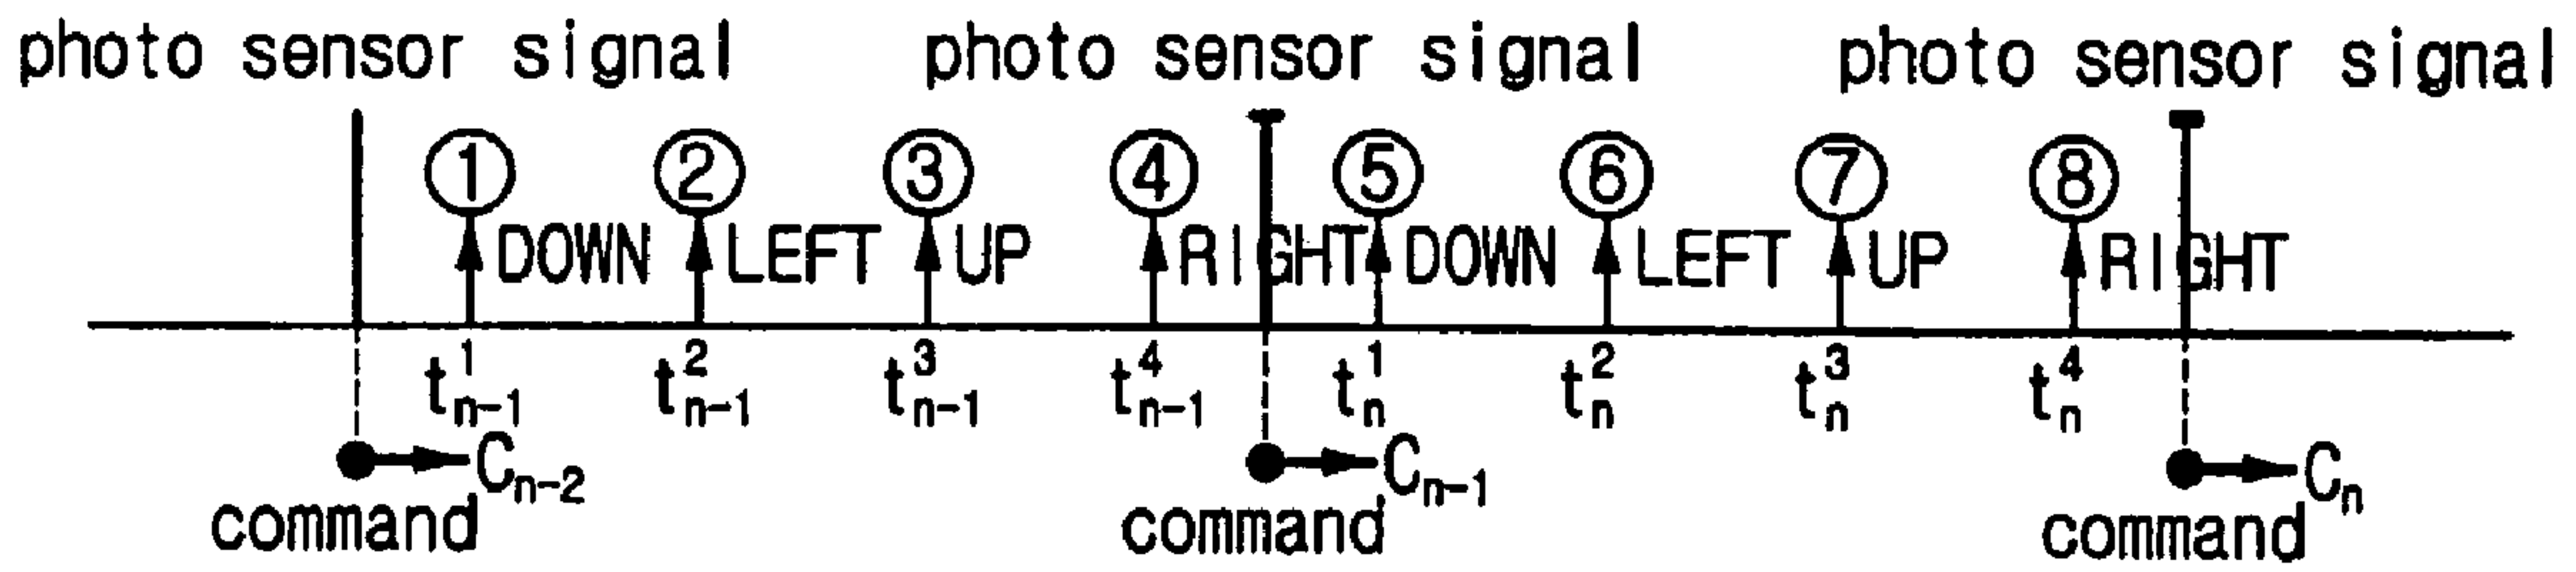 photo sensor signal photo sensor signal photo sensor signal
① ② ③ ④ ⑤ ⑥ ⑦ ⑧
DOWN LEFT UP RIGHT DOWN LEFT UP RIGHT
t¹ₙ₋₁ t²ₙ₋₁ t³ₙ₋₁ t⁴ₙ₋₁ t¹ₙ t²ₙ t³ₙ t⁴ₙ
Cₙ₋₂ Cₙ₋₁ Cₙ
command command command